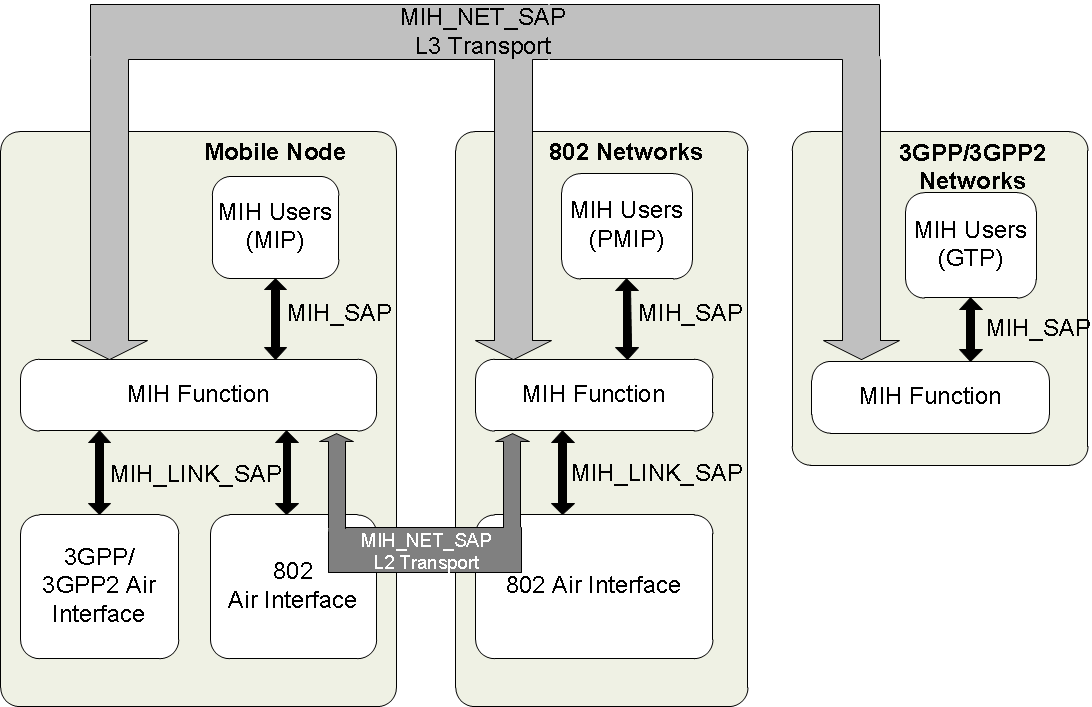 MIH_NET_SAP
L3 Transport
Mobile Node
MIH Users
(MIP)
MIH_SAP
MIH Function
MIH_LINK_SAP
3GPP/
3GPP2 Air
Interface
802
Air Interface
MIH_NET_SAP
L2 Transport
802 Networks
MIH Users
(PMIP)
MIH_SAP
MIH Function
MIH_LINK_SAP
802 Air Interface
3GPP/3GPP2
Networks
MIH Users
(GTP)
MIH_SAP
MIH Function